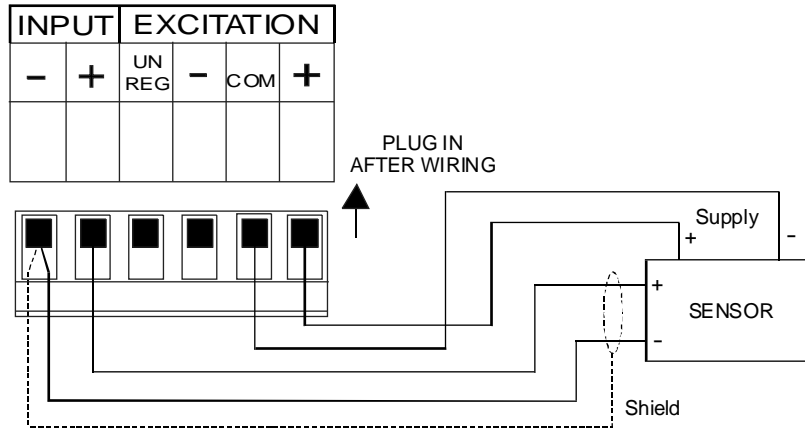 INPUT EXCITATION
- + UN REG - COM +
PLUG IN
AFTER WIRING
Supply
+ -
+
SENSOR
-
Shield